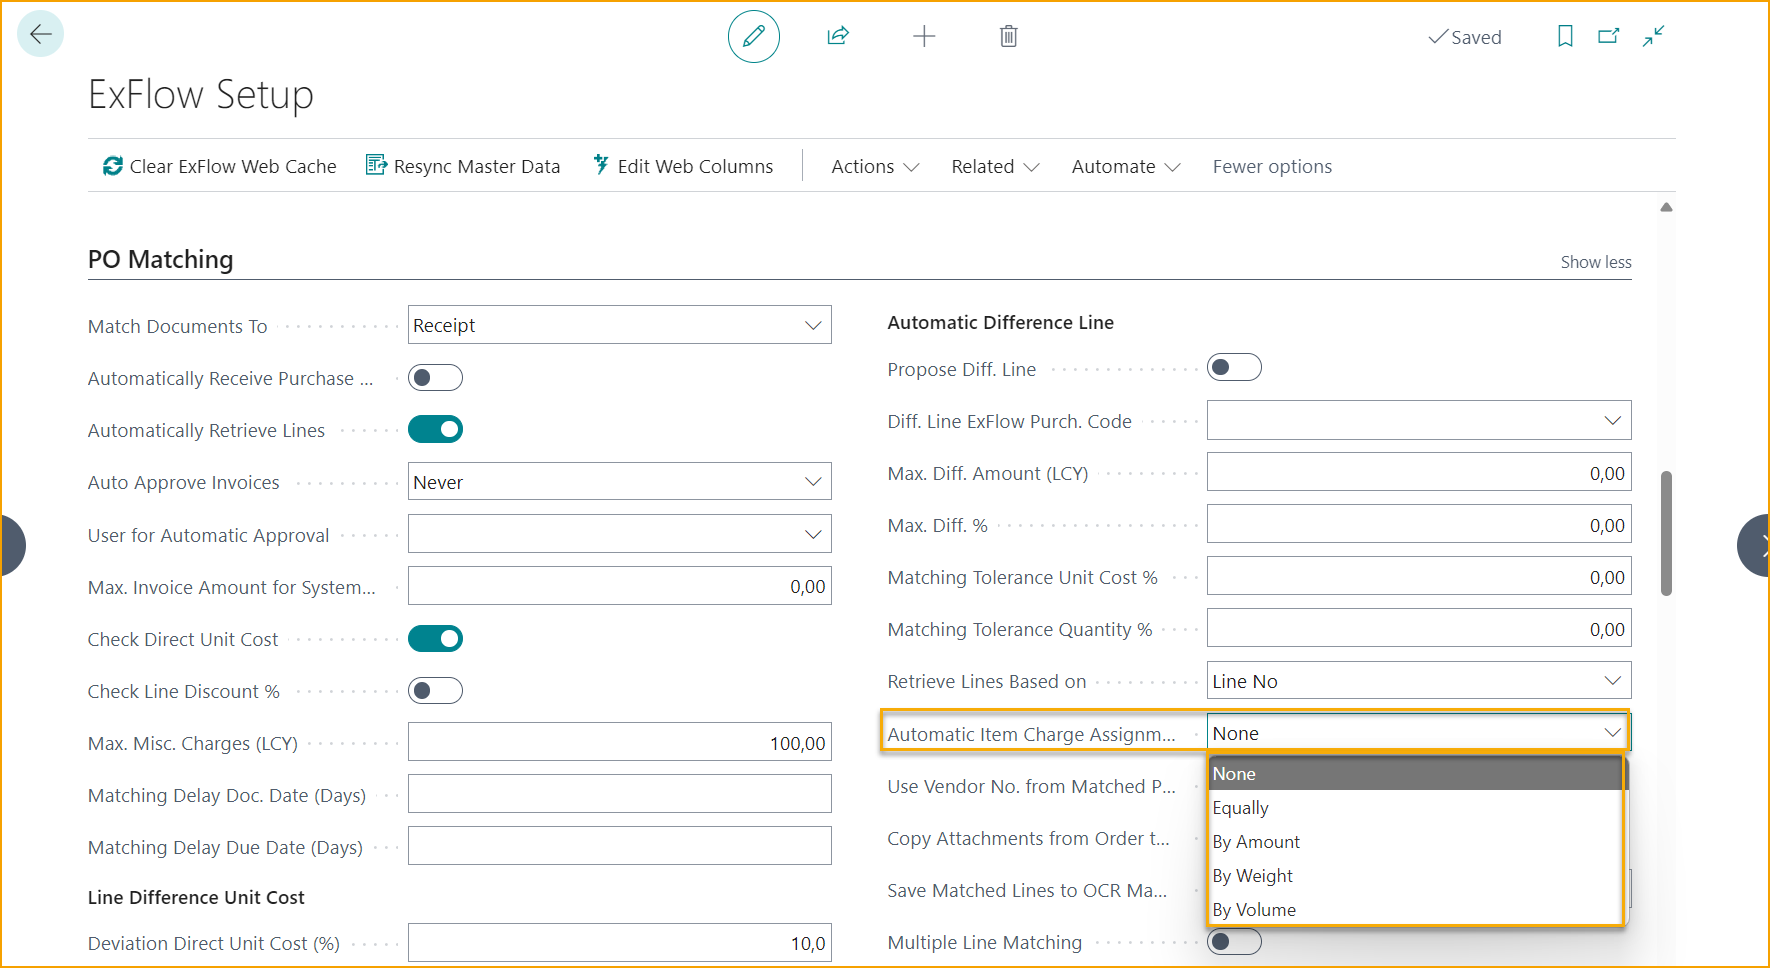 Saved
ExFlow Setup
Clear ExFlow Web Cache
Resync Master Data
Edit Web Columns
Actions
Related
Automate
Fewer options
PO Matching
Show less
Match Documents To
Receipt
Automatically Receive Purchase ...
Automatically Retrieve Lines
Auto Approve Invoices
Never
User for Automatic Approval
Max. Invoice Amount for System...
0,00
Check Direct Unit Cost
Check Line Discount %
Max. Misc. Charges (LCY)
100,00
Matching Delay Doc. Date (Days)
Matching Delay Due Date (Days)
Line Difference Unit Cost
Deviation Direct Unit Cost (%)
10,0
Automatic Difference Line
Propose Diff. Line
Diff. Line ExFlow Purch. Code
Max. Diff. Amount (LCY)
0,00
Max. Diff. %
0,00
Matching Tolerance Unit Cost %
0,00
Matching Tolerance Quantity %
0,00
Retrieve Lines Based on
Line No
Automatic Item Charge Assignm...
None
None
Equally
By Amount
By Weight
By Volume
Use Vendor No. from Matched P...
Copy Attachments from Order t...
Save Matched Lines to OCR Ma...
Multiple Line Matching